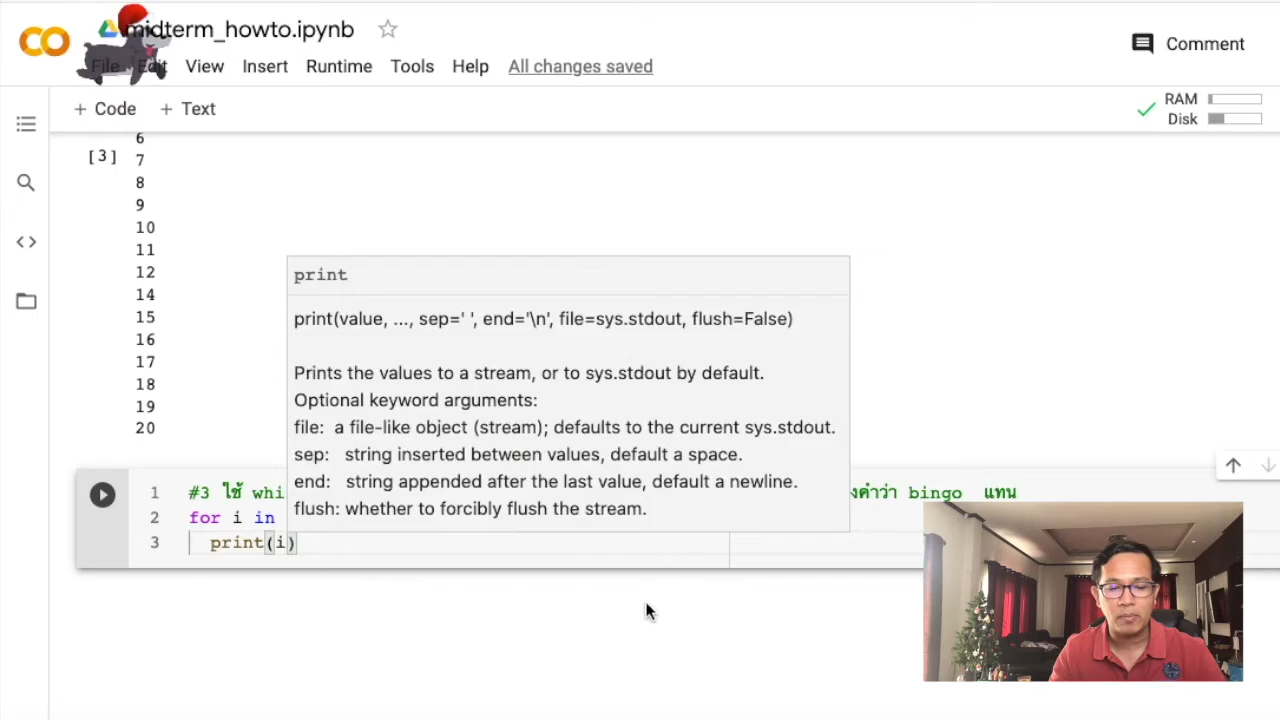 midterm_howto.ipynb
Comment
File Edit View Insert Runtime Tools Help All changes saved
+ Code + Text
RAM
Disk
6
[3] 7
8
9
10
11
12
14
15
16
17
18
19
20
print
print(value, ..., sep=' ', end='\n', file=sys.stdout, flush=False)
Prints the values to a stream, or to sys.stdout by default.
Optional keyword arguments:
file: a file-like object (stream); defaults to the current sys.stdout.
sep: string inserted between values, default a space.
end: string appended after the last value, default a newline.
flush: whether to forcibly flush the stream.
1 #3 ใช้ whi งคำว่า bingo แทน
2 for i in
3 print(i)